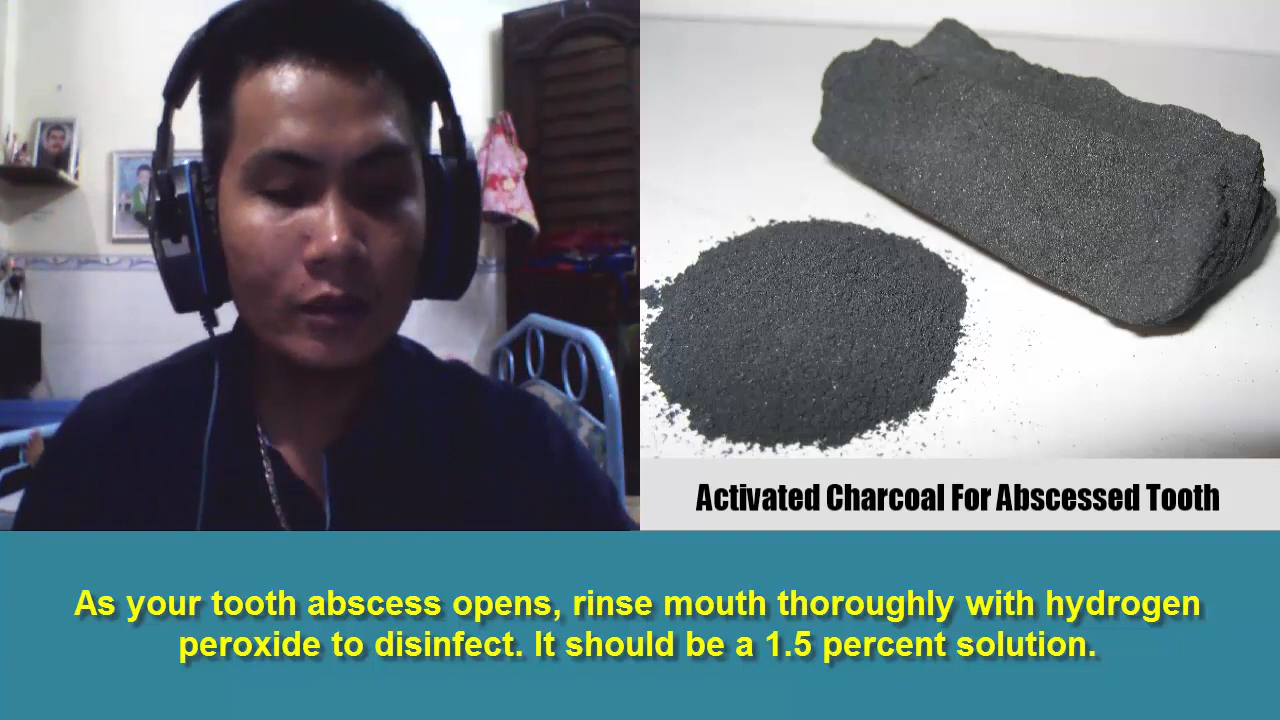 Activated Charcoal For Abscessed Tooth
As your tooth abscess opens, rinse mouth thoroughly with hydrogen
peroxide to disinfect. It should be a 1.5 percent solution.